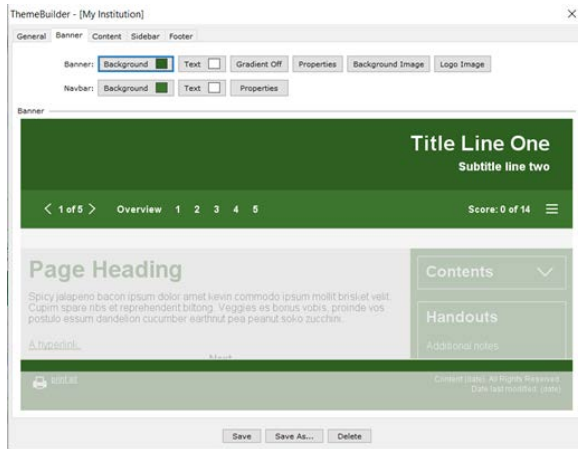 ThemeBuilder - [My Institution]
General Banner Content Sidebar Footer
Banner: Background Text Gradient Off Properties Background Image Logo Image
Navbar: Background Text Properties
Banner
Title Line One
Subtitle line two
< 1 of 5 > Overview 1 2 3 4 5 Score: 0 of 14
Page Heading
Contents
Spicy jalapeno bacon ipsum dolor amet kevin commodo ipsum mollit brisket velit.
Cupim spare ribs et reprehenderit biltong. Veggies es bonus vobis, proinde vos
postulo essum dandelion cucumber earthnut pea peanut soko zucchini.
Handouts
A hyperlink.
Additional notes
Next
print all
Content (date). All Rights Reserved.
Date last modified: (date)
Save Save As... Delete